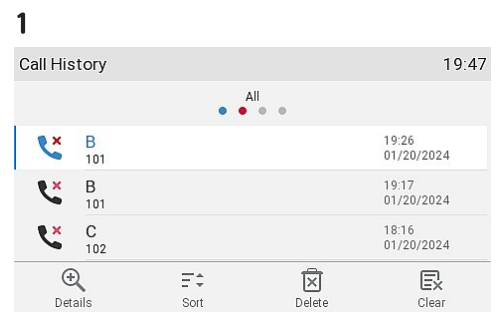 1
Call History 19:47
All
B 19:26
101 01/20/2024
B 19:17
101 01/20/2024
C 18:16
102 01/20/2024
Details Sort Delete Clear